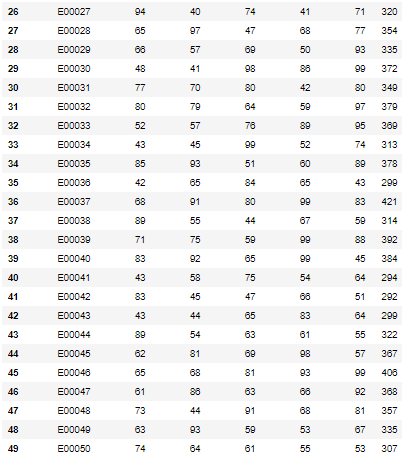 26 E00027 94 40 74 41 71 320
27 E00028 65 97 47 68 77 354
28 E00029 66 57 69 50 93 335
29 E00030 48 41 98 86 99 372
30 E00031 77 70 80 42 80 349
31 E00032 80 79 64 59 97 379
32 E00033 52 57 76 89 95 369
33 E00034 43 45 99 52 74 313
34 E00035 85 93 51 60 89 378
35 E00036 42 65 84 65 43 299
36 E00037 68 91 80 99 83 421
37 E00038 89 55 44 67 59 314
38 E00039 71 75 59 99 88 392
39 E00040 83 92 65 99 45 384
40 E00041 43 58 75 54 64 294
41 E00042 83 45 47 66 51 292
42 E00043 43 44 65 83 64 299
43 E00044 89 54 63 61 55 322
44 E00045 62 81 69 98 57 367
45 E00046 65 68 81 93 99 406
46 E00047 61 86 63 66 92 368
47 E00048 73 44 91 68 81 357
48 E00049 63 93 59 53 67 335
49 E00050 74 64 61 55 53 307